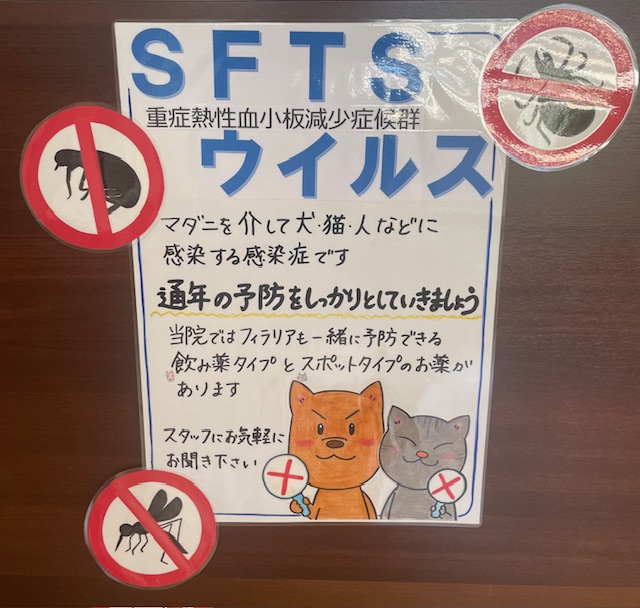 SFTS
重症熱性血小板減少症候群
ウイルス
マダニを介して犬・猫・人などに
感染する感染症です
通年の予防をしっかりとしていきましょう
当院ではフィラリアも一緒に予防できる
飲み薬タイプとスポットタイプのお薬が
あります
スタッフにお気軽に
お聞き下さい